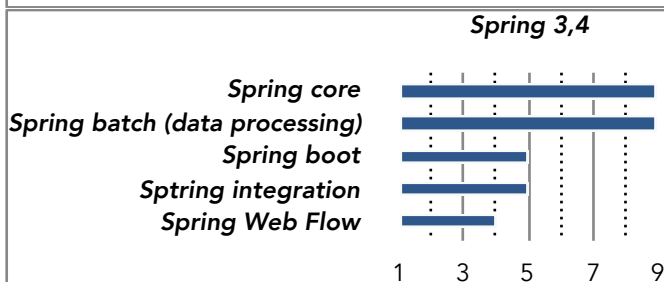 Spring 3,4
Spring core
Spring batch (data processing)
Spring boot
Sptring integration
Spring Web Flow
1 3 5 7 9